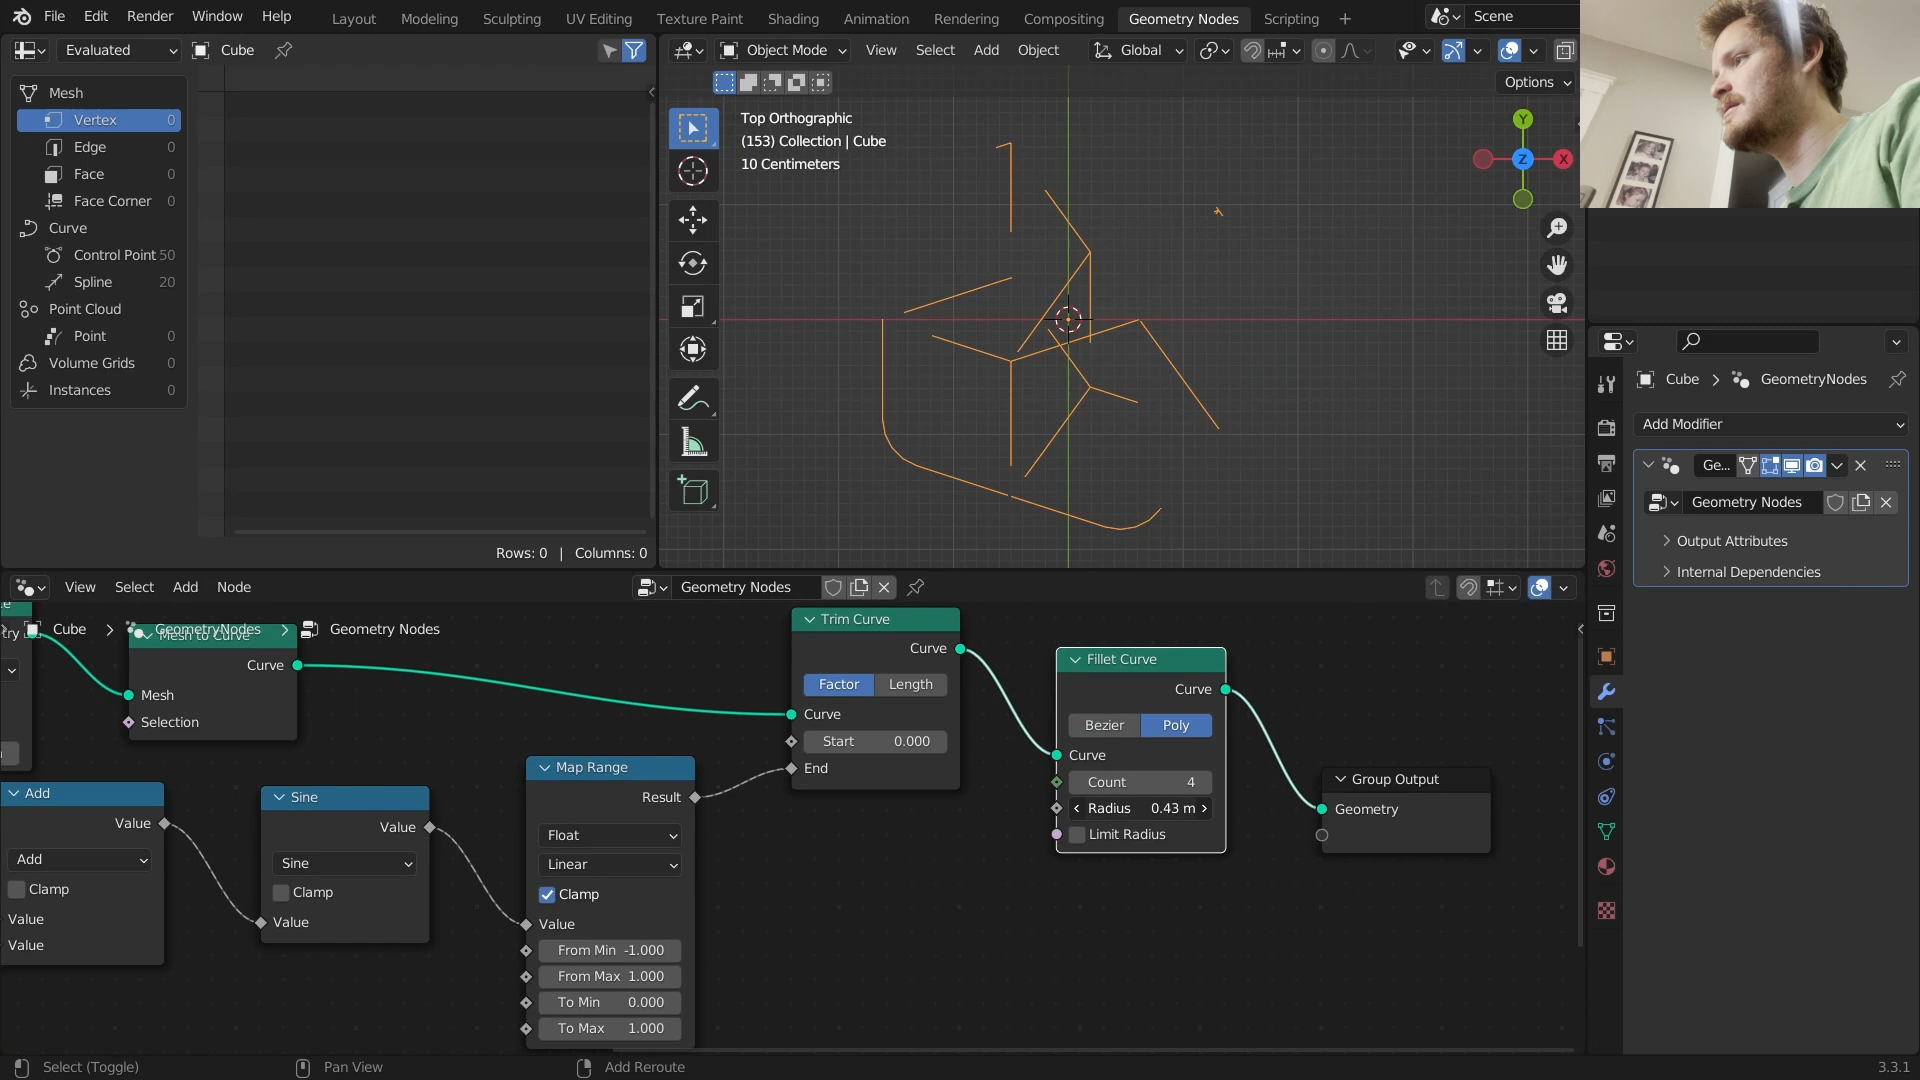 File Edit Render Window Help
Layout Modeling Sculpting UV Editing Texture Paint Shading Animation Rendering Compositing Geometry Nodes Scripting
Scene
Evaluated
Cube
Object Mode View Select Add Object Global
Options
Mesh
Vertex 0
Edge 0
Face 0
Face Corner 0
Curve
Control Point 50
Spline 20
Point Cloud
Point 0
Volume Grids 0
Instances 0
Rows: 0 | Columns: 0
Top Orthographic
(153) Collection | Cube
10 Centimeters
Y
Z
X
Cube > GeometryNodes
Add Modifier
Ge...
Geometry Nodes
Output Attributes
Internal Dependencies
View Select Add Node
Geometry Nodes
Cube > GeometryNodes > Geometry Nodes
Mesh to Curve
Curve
Mesh
Selection
Add
Value
Add
Clamp
Value
Value
Sine
Value
Sine
Clamp
Value
Map Range
Result
Float
Linear
Clamp
Value
From Min -1.000
From Max 1.000
To Min 0.000
To Max 1.000
Trim Curve
Curve
Factor Length
Curve
Start 0.000
End
Fillet Curve
Curve
Bezier Poly
Curve
Count 4
Radius 0.43 m
Limit Radius
Group Output
Geometry
Select (Toggle)
Pan View
Add Reroute
3.3.1